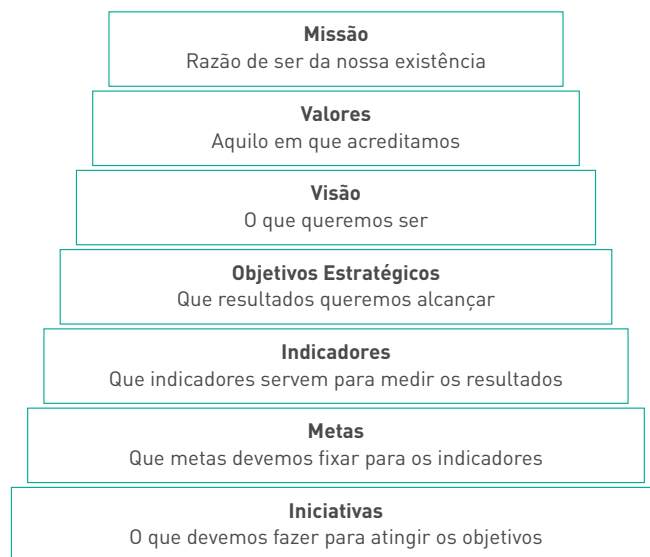 Missão
Razão de ser da nossa existência
Valores
Aquilo em que acreditamos
Visão
O que queremos ser
Objetivos Estratégicos
Que resultados queremos alcançar
Indicadores
Que indicadores servem para medir os resultados
Metas
Que metas devemos fixar para os indicadores
Iniciativas
O que devemos fazer para atingir os objetivos